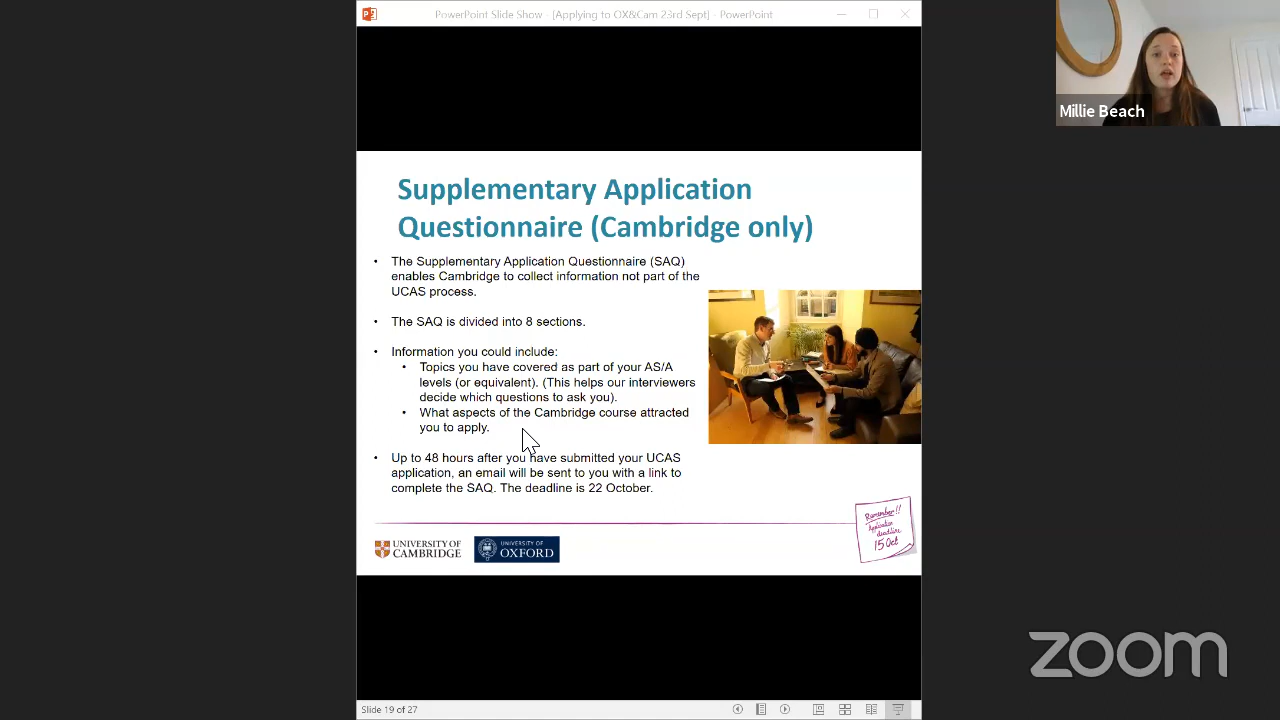 PowerPoint Slide Show - [Applying to OX&Cam 23rd Sept] - PowerPoint
Millie Beach
Supplementary Application
Questionnaire (Cambridge only)
• The Supplementary Application Questionnaire (SAQ)
enables Cambridge to collect information not part of the
UCAS process.
• The SAQ is divided into 8 sections.
• Information you could include:
• Topics you have covered as part of your AS/A
levels (or equivalent). (This helps our interviewers
decide which questions to ask you).
• What aspects of the Cambridge course attracted
you to apply.
• Up to 48 hours after you have submitted your UCAS
application, an email will be sent to you with a link to
complete the SAQ. The deadline is 22 October.
Remember!!
Application
deadline
15 Oct
UNIVERSITY OF
CAMBRIDGE
UNIVERSITY OF
OXFORD
zoom
Slide 19 of 27